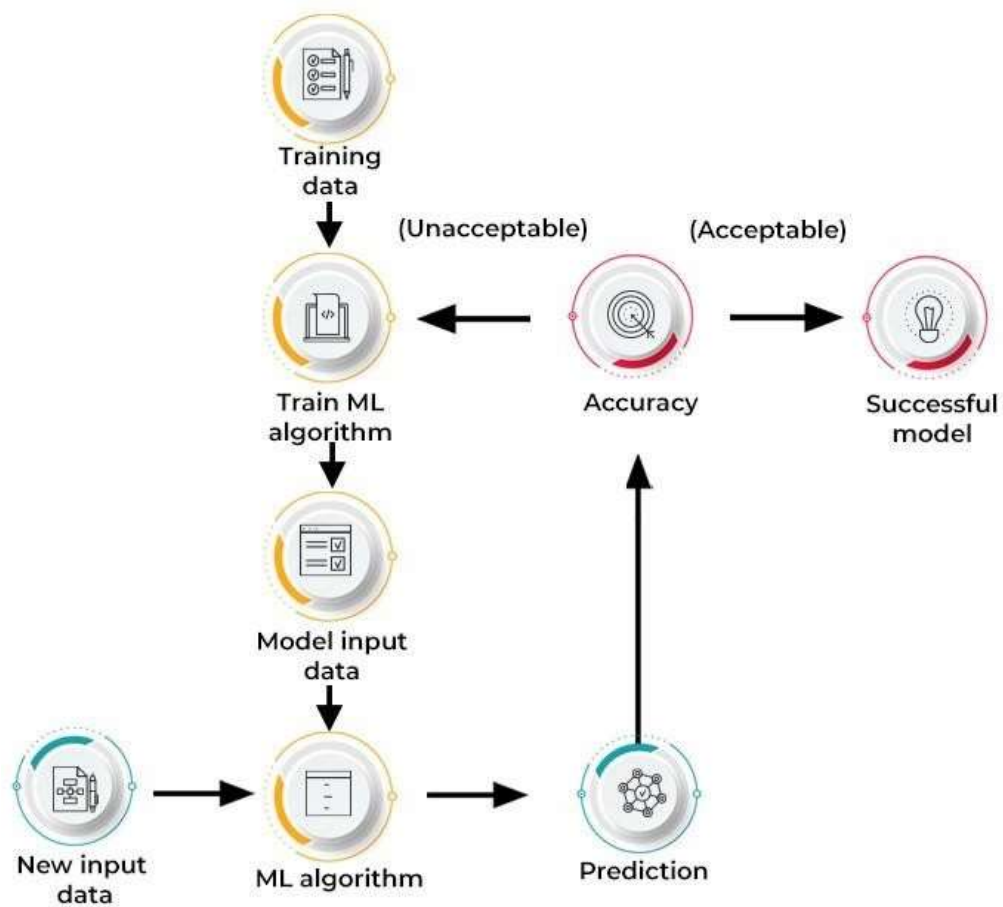 Training
data
(Unacceptable)
(Acceptable)
Train ML
algorithm
Accuracy
Successful
model
Model input
data
New input
data
ML algorithm
Prediction